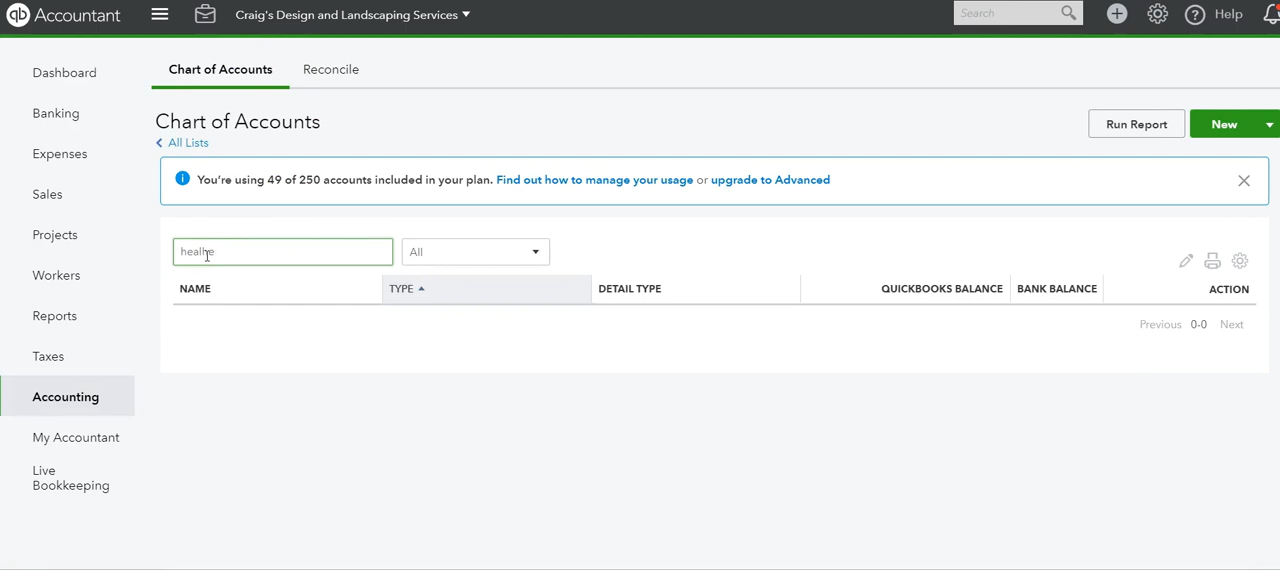 qb Accountant
Craig's Design and Landscaping Services
Search
Help
Dashboard
Banking
Expenses
Sales
Projects
Workers
Reports
Taxes
Accounting
My Accountant
Live
Bookkeeping
Chart of Accounts
Reconcile
Chart of Accounts
All Lists
Run Report
New
You're using 49 of 250 accounts included in your plan. Find out how to manage your usage or upgrade to Advanced
All
NAME
TYPE
DETAIL TYPE
QUICKBOOKS BALANCE
BANK BALANCE
ACTION
Previous 0-0 Next